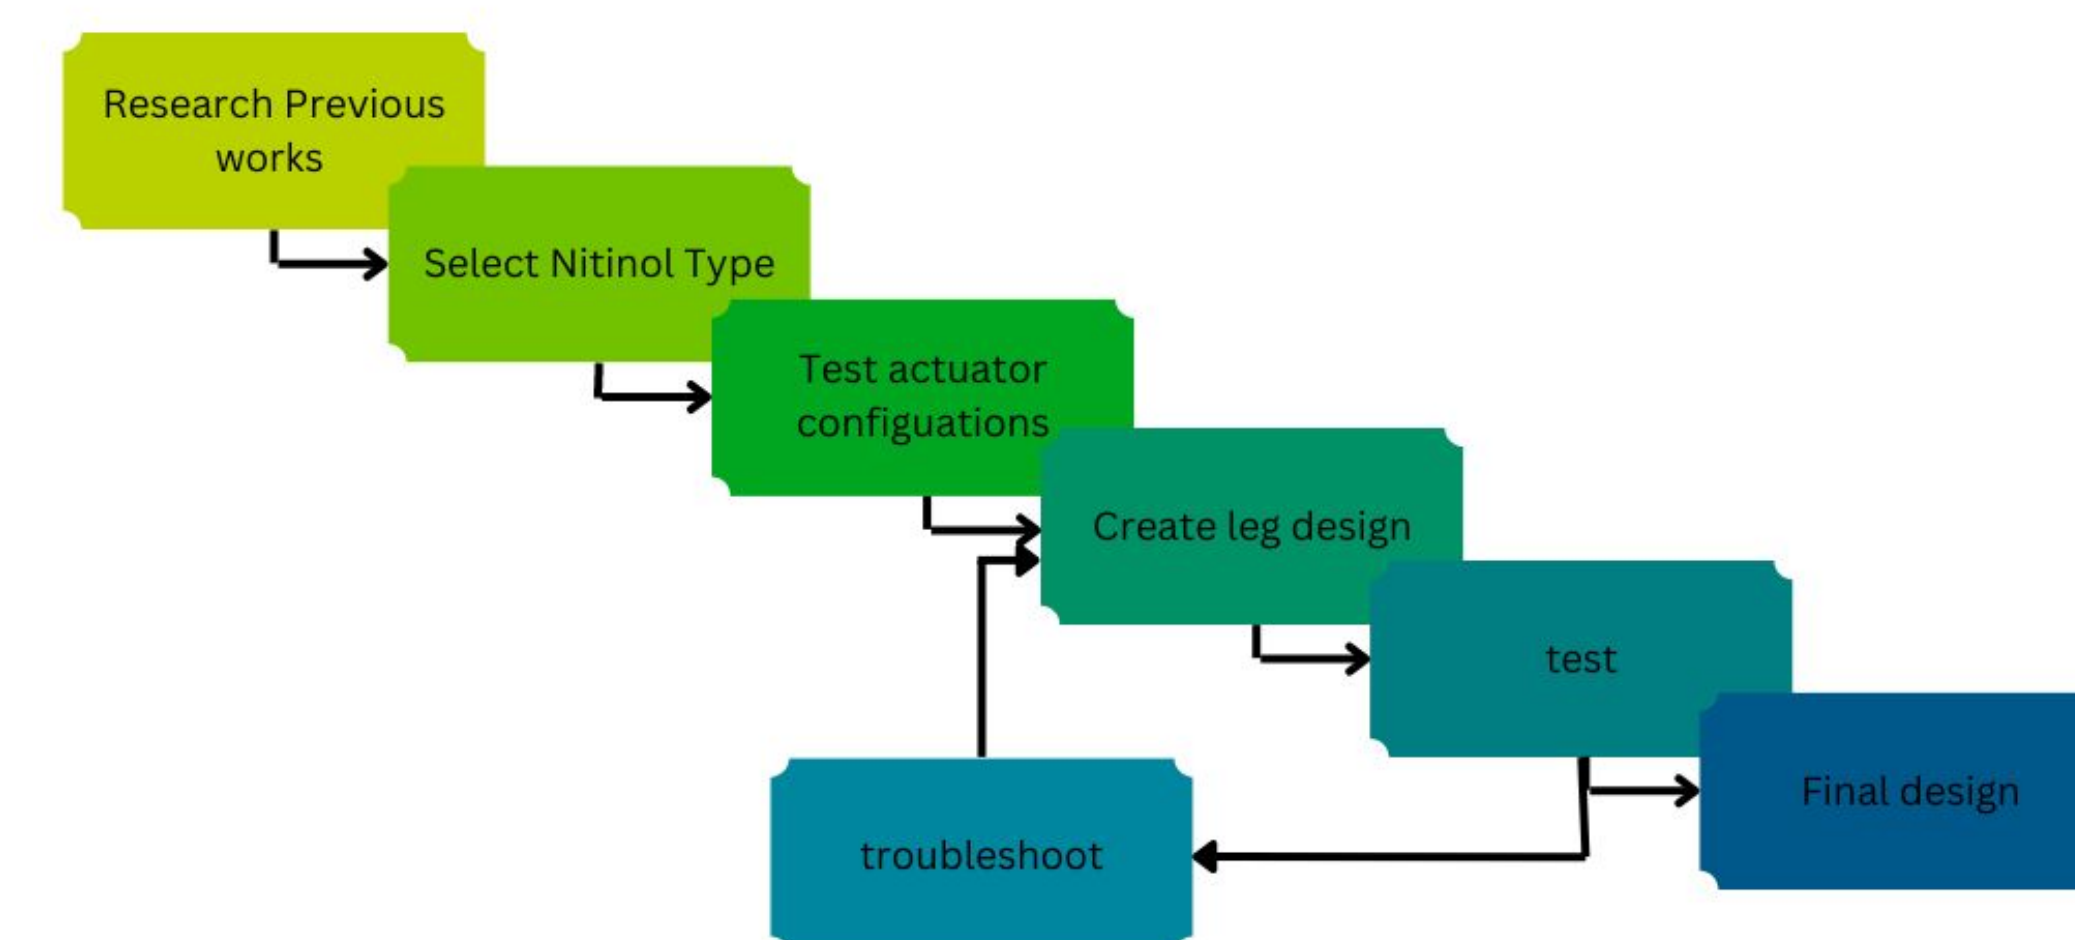 Research Previous
works
Select Nitinol Type
Test actuator
configuations
Create leg design
test
Final design
troubleshoot